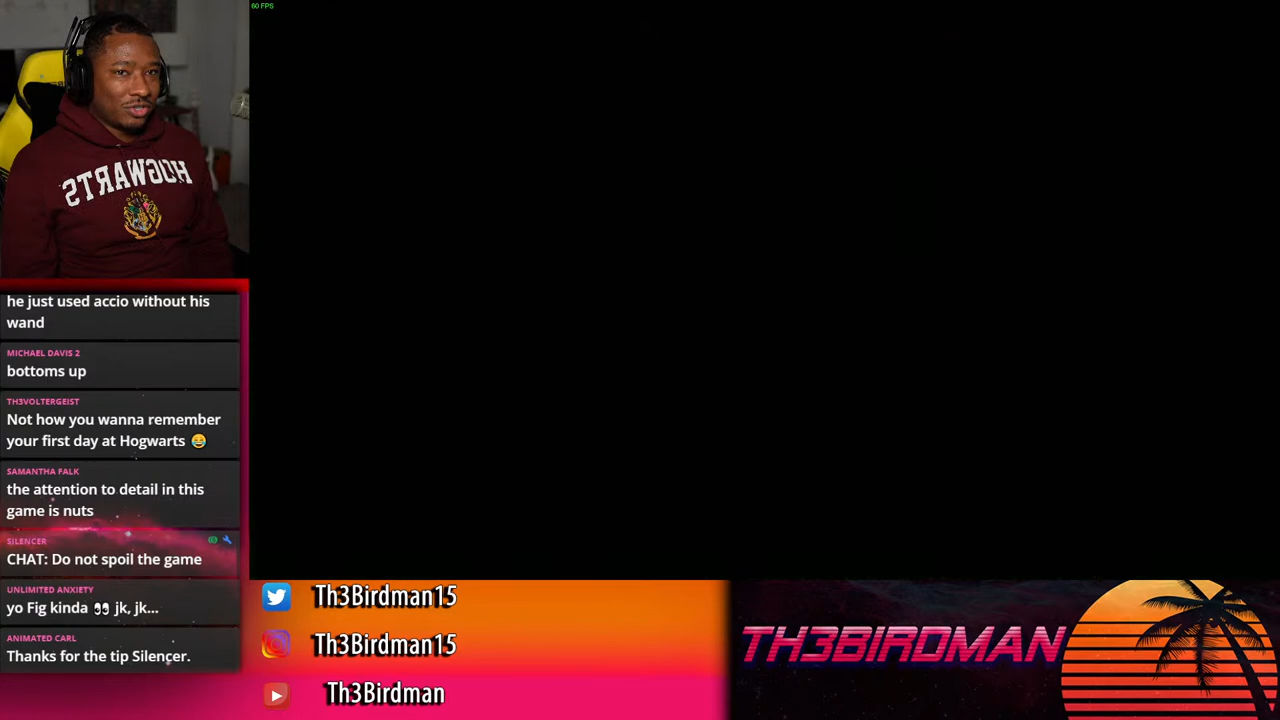 60 FPS
HOGWARTS
he just used accio without his
wand
MICHAEL DAVIS 2
bottoms up
TH3VOLTERGEIST
Not how you wanna remember
your first day at Hogwarts 😂
SAMANTHA FALK
the attention to detail in this
game is nuts
SILENCER
CHAT: Do not spoil the game
UNLIMITED ANXIETY
yo Fig kinda 👀 jk, jk...
ANIMATED CARL
Thanks for the tip Silencer.
Th3Birdman15
Th3Birdman15
Th3Birdman
TH3BIRDMAN